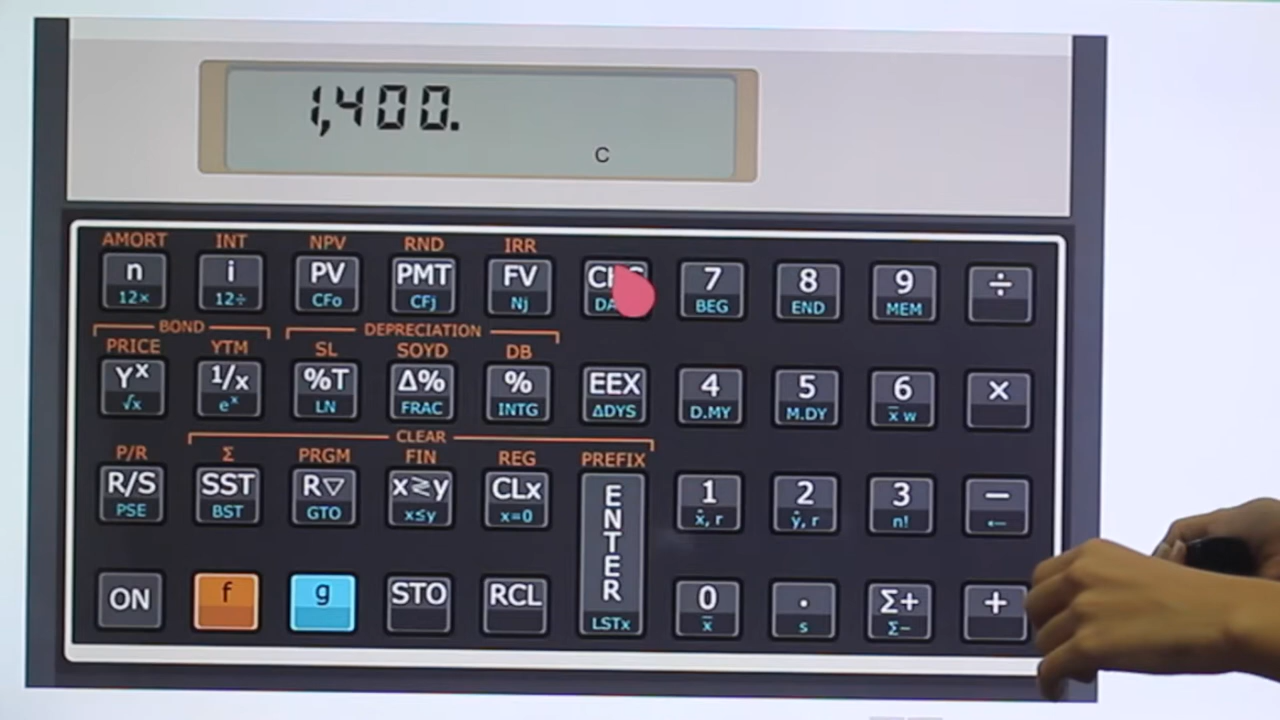 1,400.
C
AMORT INT NPV RND IRR
n i PV PMT FV 7 8 9 ÷
12× 12÷ CFo CFj Nj BEG END MEM
BOND DEPRECIATION
PRICE YTM SL SOYD DB
Yˣ 1/x %T Δ% % EEX 4 5 6 ×
√x eˣ LN FRAC INTG ΔDYS D.MY M.DY x̄ w
CLEAR
P/R Σ PRGM FIN REG PREFIX
R/S SST R▽ x≷y CLx ENTER 1 2 3 −
PSE BST GTO x≤y x=0 x̂, r ŷ, r n! ←
ON f g STO RCL 0 . Σ+ +
LSTx x̄ s Σ−